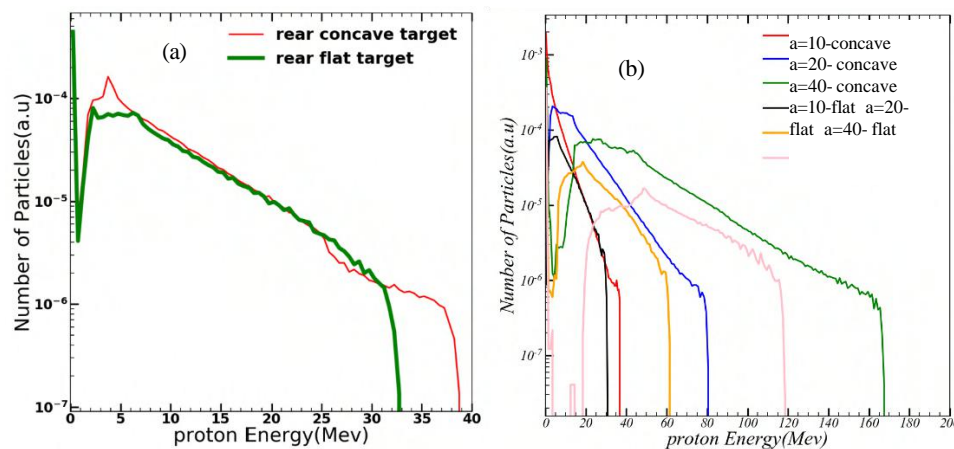 (a)
rear concave target
rear flat target
Number of Particles(a.u)
10⁻⁴
10⁻⁵
10⁻⁶
10⁻⁷
0 5 10 15 20 25 30 35 40
proton Energy(Mev)
(b)
a=10-concave
a=20- concave
a=40- concave
a=10-flat a=20-
flat a=40- flat
Number of Particles(a.u)
10⁻³
10⁻⁴
10⁻⁵
10⁻⁶
10⁻⁷
0 20 40 60 80 100 120 140 160 180 20
proton Energy(Mev)